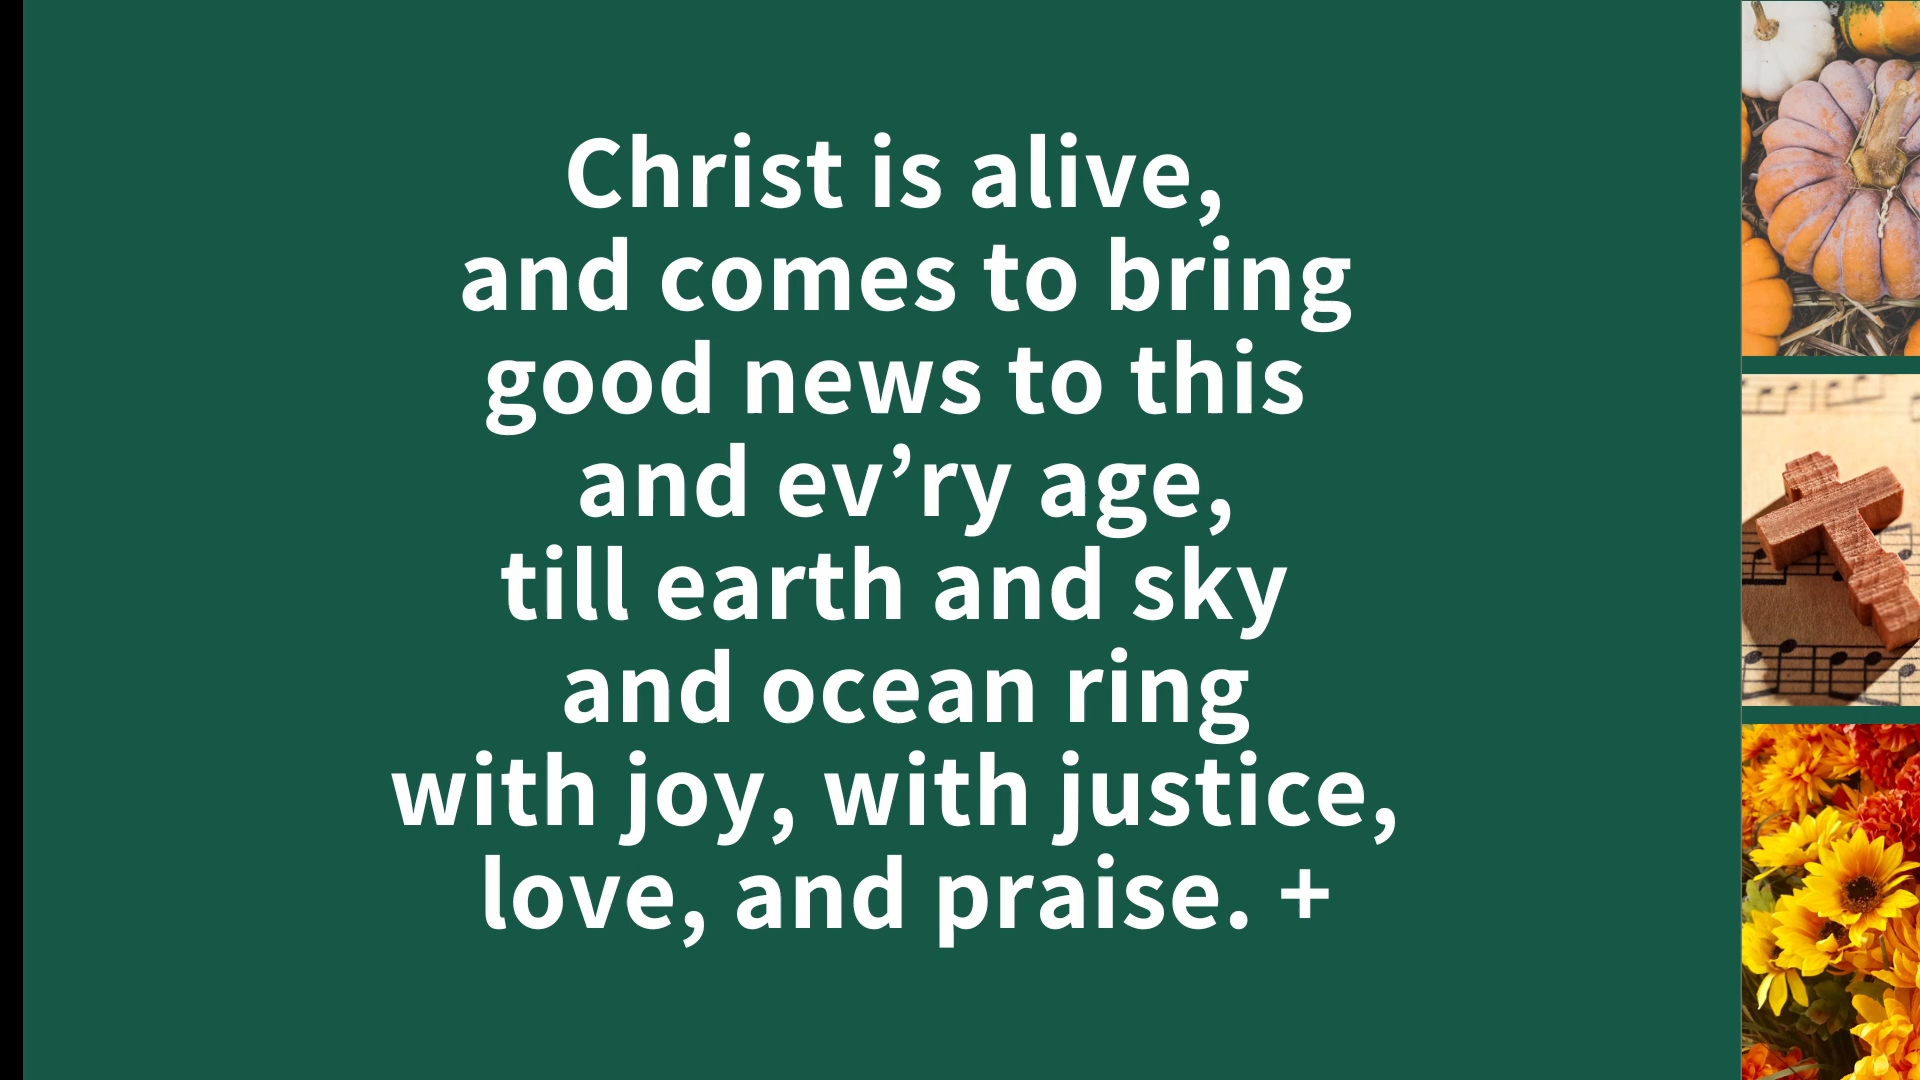 Christ is alive,
and comes to bring
good news to this
and ev’ry age,
till earth and sky
and ocean ring
with joy, with justice,
love, and praise. +